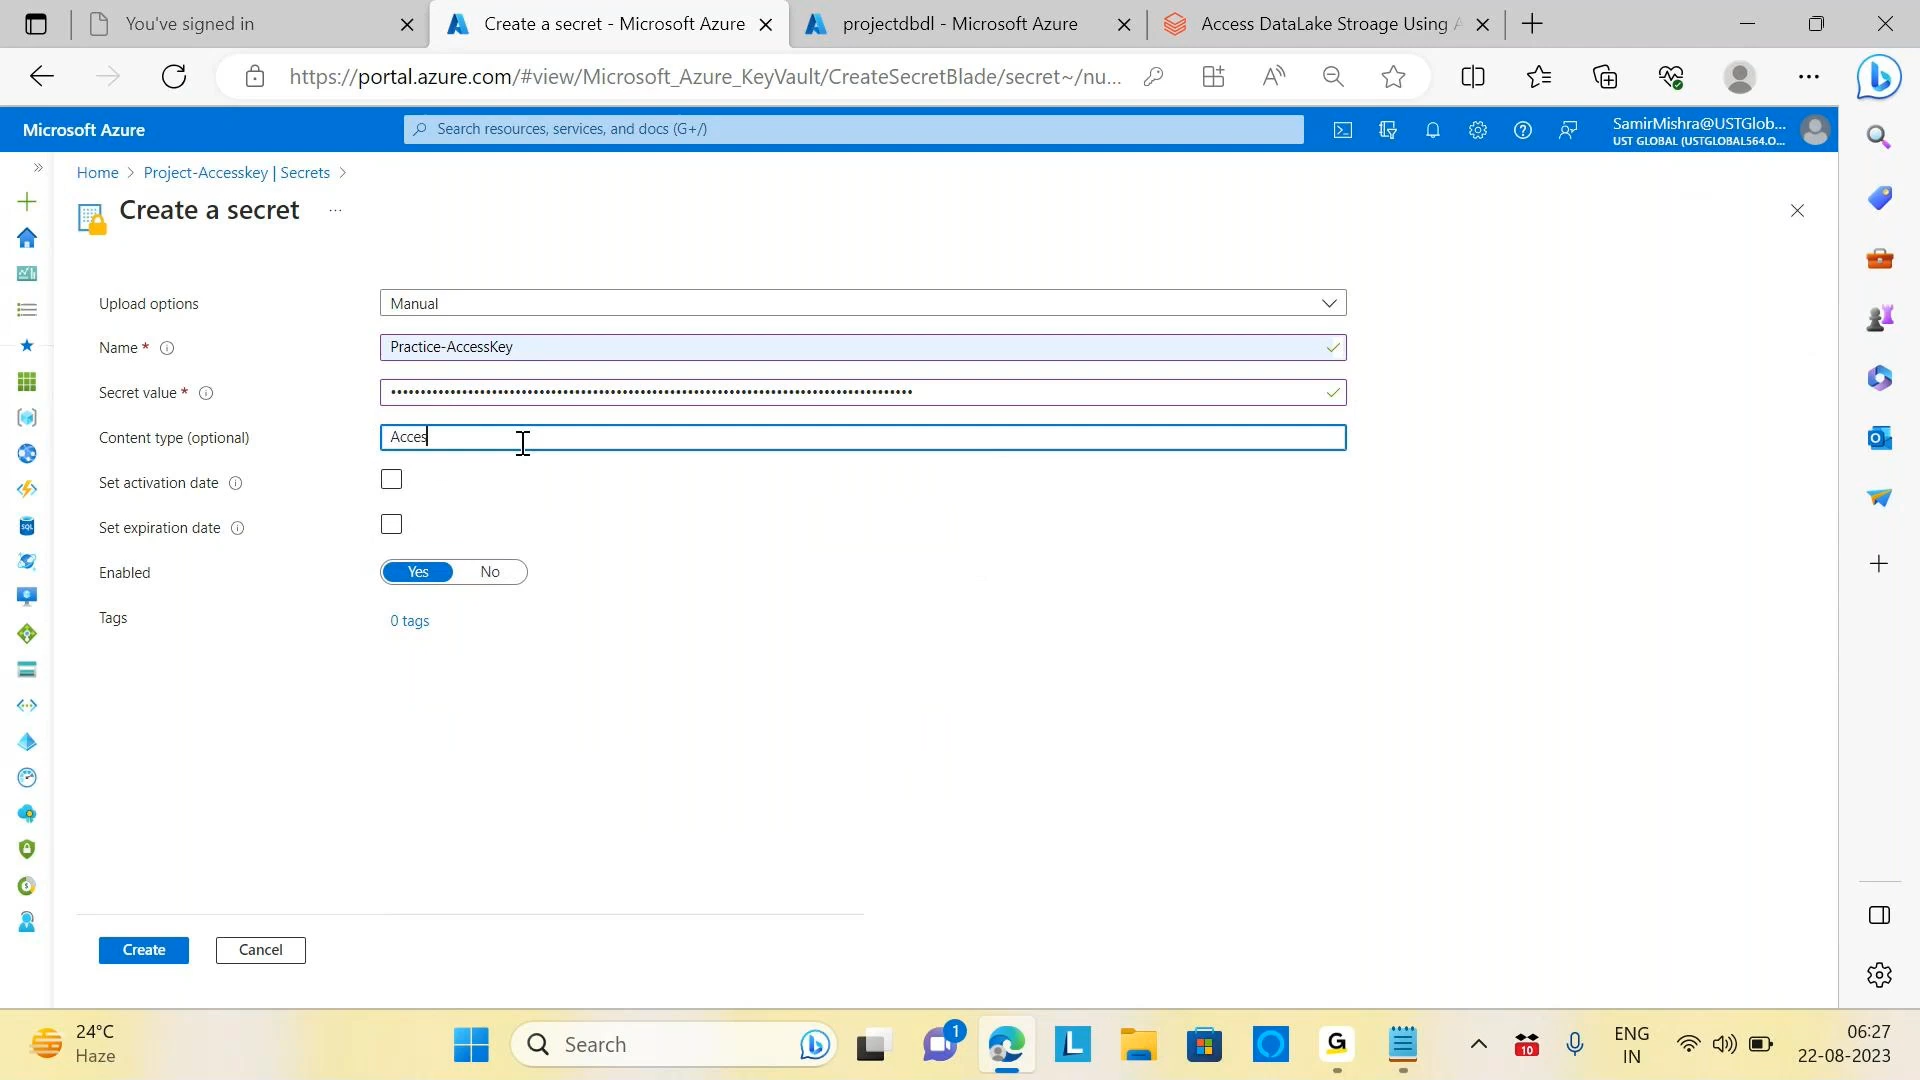 You've signed in
Create a secret - Microsoft Azure
projectdbdl - Microsoft Azure
Access DataLake Stroage Using A
https://portal.azure.com/#view/Microsoft_Azure_KeyVault/CreateSecretBlade/secret~/nu...
Microsoft Azure
Search resources, services, and docs (G+/)
SamirMishra@USTGlob...
UST GLOBAL (USTGLOBAL564.O...
Home > Project-Accesskey | Secrets >
Create a secret ...
Upload options
Manual
Name *
Practice-AccessKey
Secret value *
Content type (optional)
Acces
Set activation date
Set expiration date
Enabled
Yes No
Tags
0 tags
Create
Cancel
24°C
Haze
Search
1
10
ENG
IN
06:27
22-08-2023